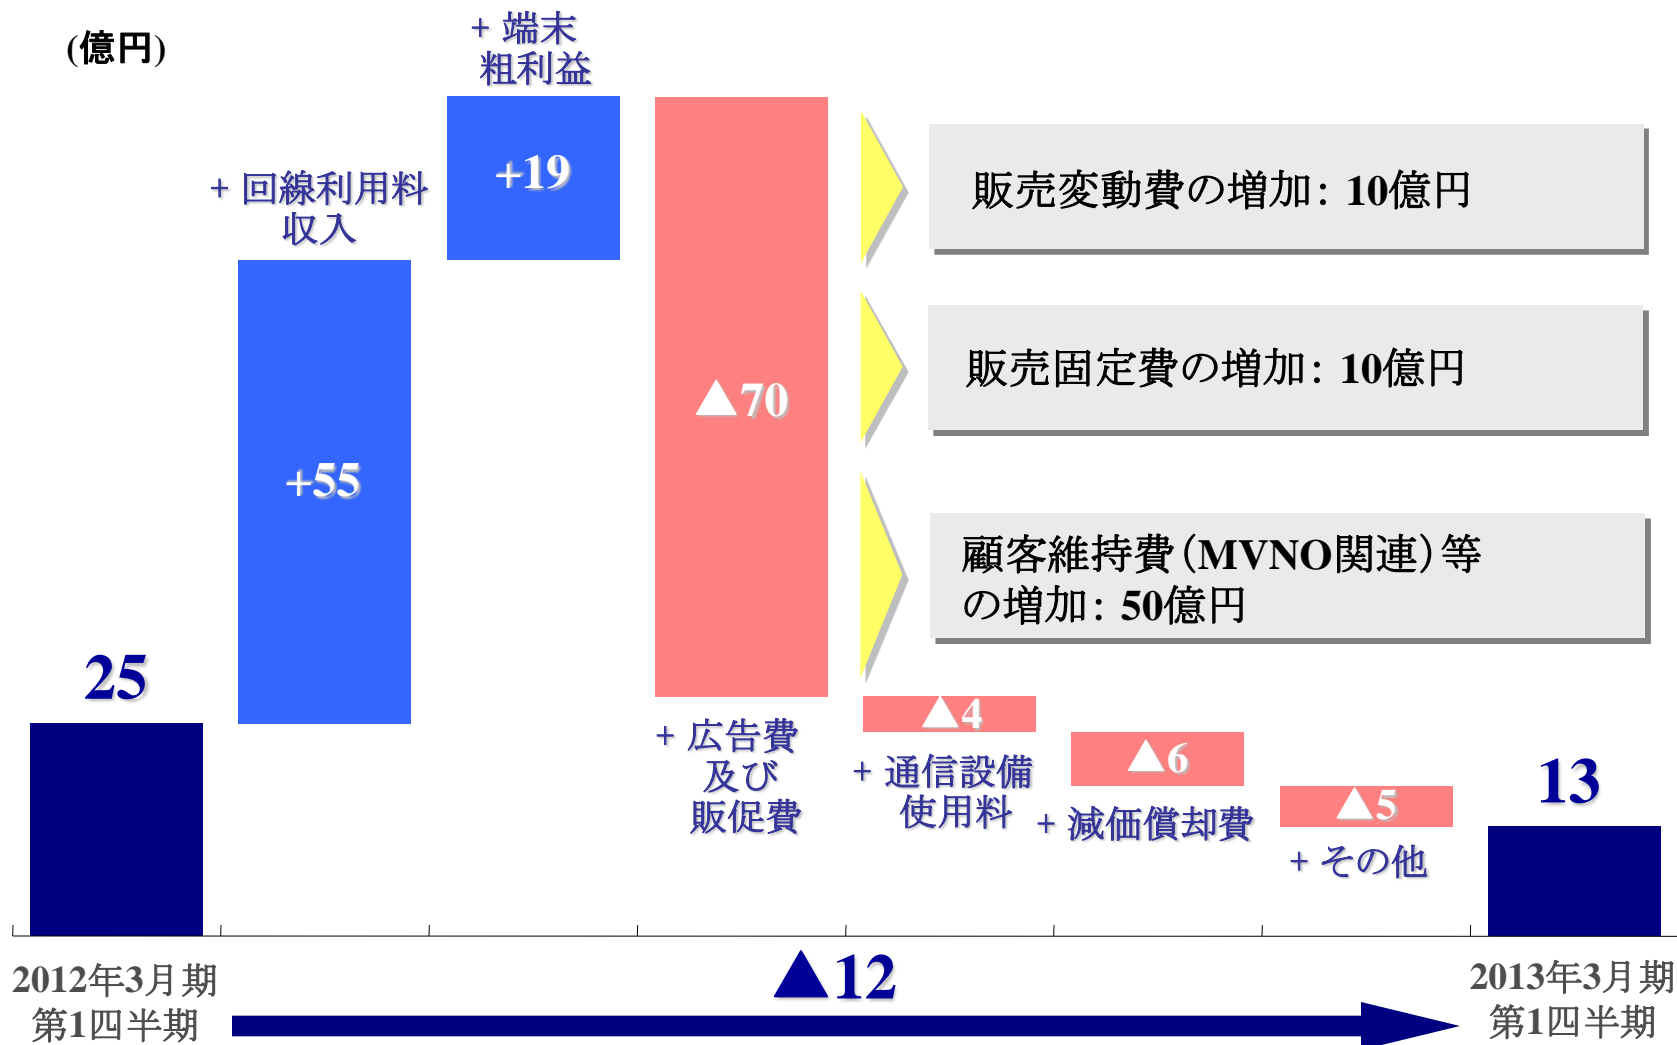 (億円)
+ 端末
粗利益
+19
+ 回線利用料
収入
+55
▲70
販売変動費の増加：10億円
販売固定費の増加：10億円
顧客維持費（MVNO関連）等
の増加：50億円
25
+ 広告費
及び
販促費
▲4
+ 通信設備
使用料
▲6
+ 減価償却費
▲5
+ その他
13
2012年3月期
第1四半期
▲12
2013年3月期
第1四半期